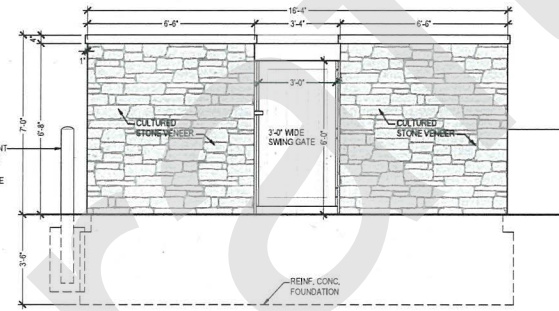 16'-4"
6'-6" 3'-4" 6'-6"
4"
1"
3'-0"
7'-0"
6'-8"
CULTURED
STONE VENEER
3'-0" WIDE
SWING GATE
6'-0"
CULTURED
STONE VENEER
NT
E
3'-6"
REINF. CONC.
FOUNDATION